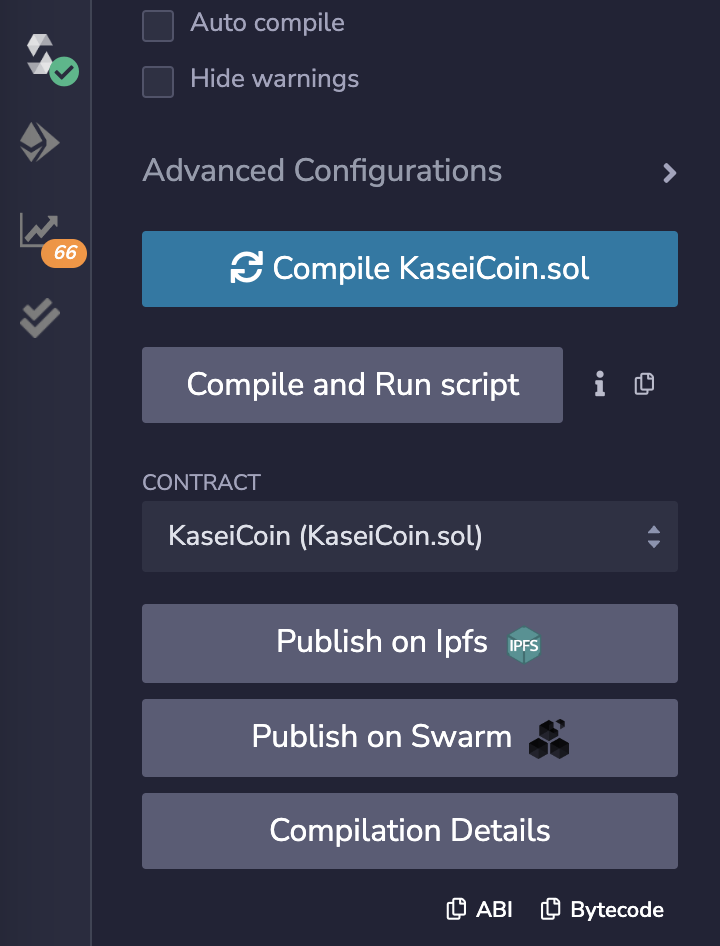 Auto compile
Hide warnings
Advanced Configurations
66
Compile KaseiCoin.sol
Compile and Run script
CONTRACT
KaseiCoin (KaseiCoin.sol)
Publish on Ipfs IPFS
Publish on Swarm
Compilation Details
ABI Bytecode